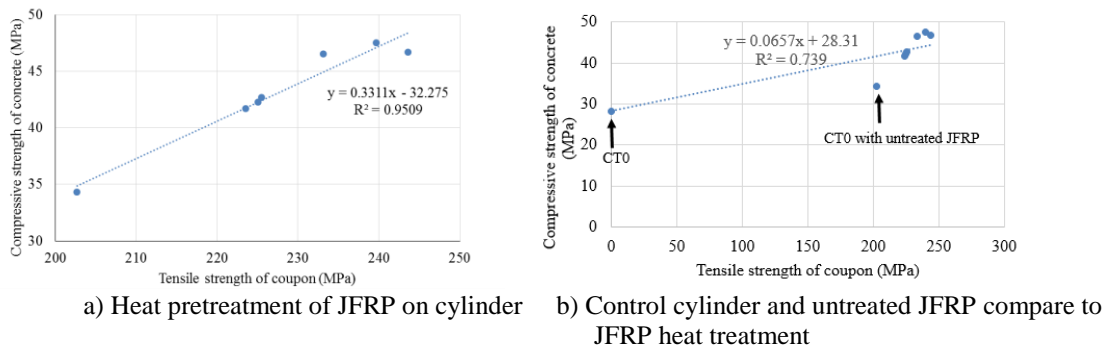 Compressive strength of concrete (MPa)
50
45
40
35
30
y = 0.3311x - 32.275
R² = 0.9509
200 210 220 230 240 250
Tensile strength of coupon (MPa)
a) Heat pretreatment of JFRP on cylinder
Compressive strength of concrete
(MPa)
50
40
30
20
10
0
y = 0.0657x + 28.31
R² = 0.739
CT0
CT0 with untreated JFRP
0 50 100 150 200 250 300
Tensile strength of coupon (MPa)
b) Control cylinder and untreated JFRP compare to
JFRP heat treatment